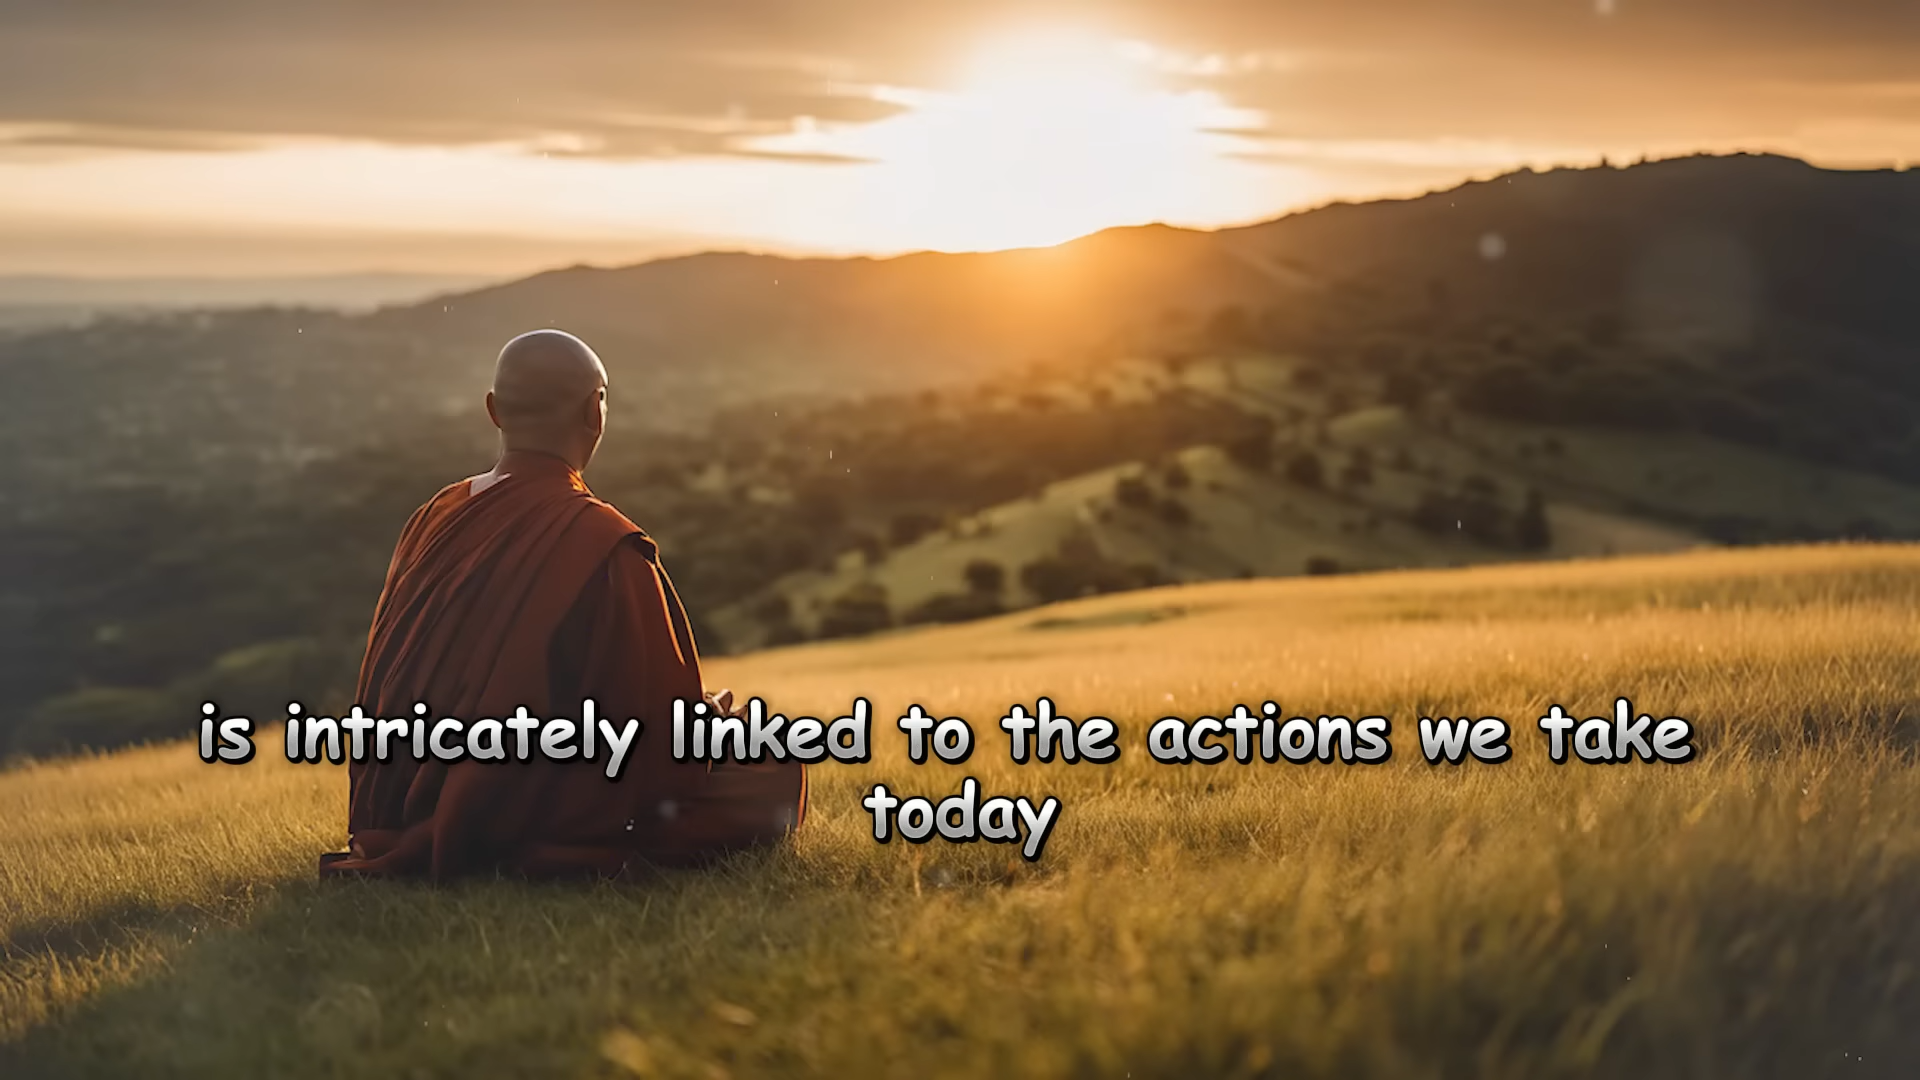 is intricately linked to the actions we take
today